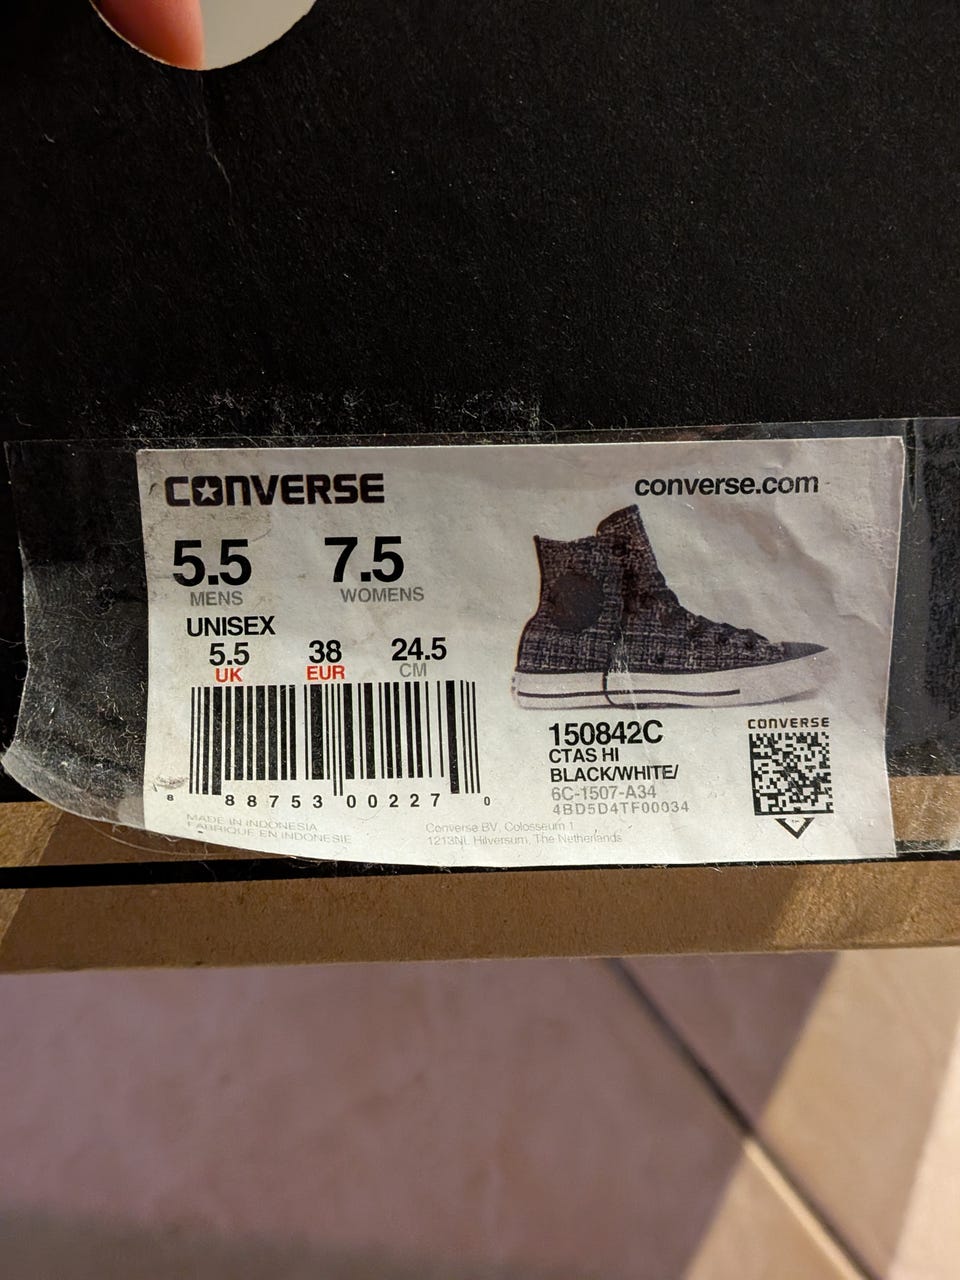 CONVERSE
converse.com
5.5 7.5
MENS WOMENS
UNISEX
5.5 38 24.5
UK EUR CM
8 88753 00227 0
150842C
CTAS HI
BLACK/WHITE/
6C-1507-A34
4BD5D4TF00034
CONVERSE
MADE IN INDONESIA
FABRIQUE EN INDONESIE
Converse BV, Colosseum 1
1213NL Hilversum, The Netherlands